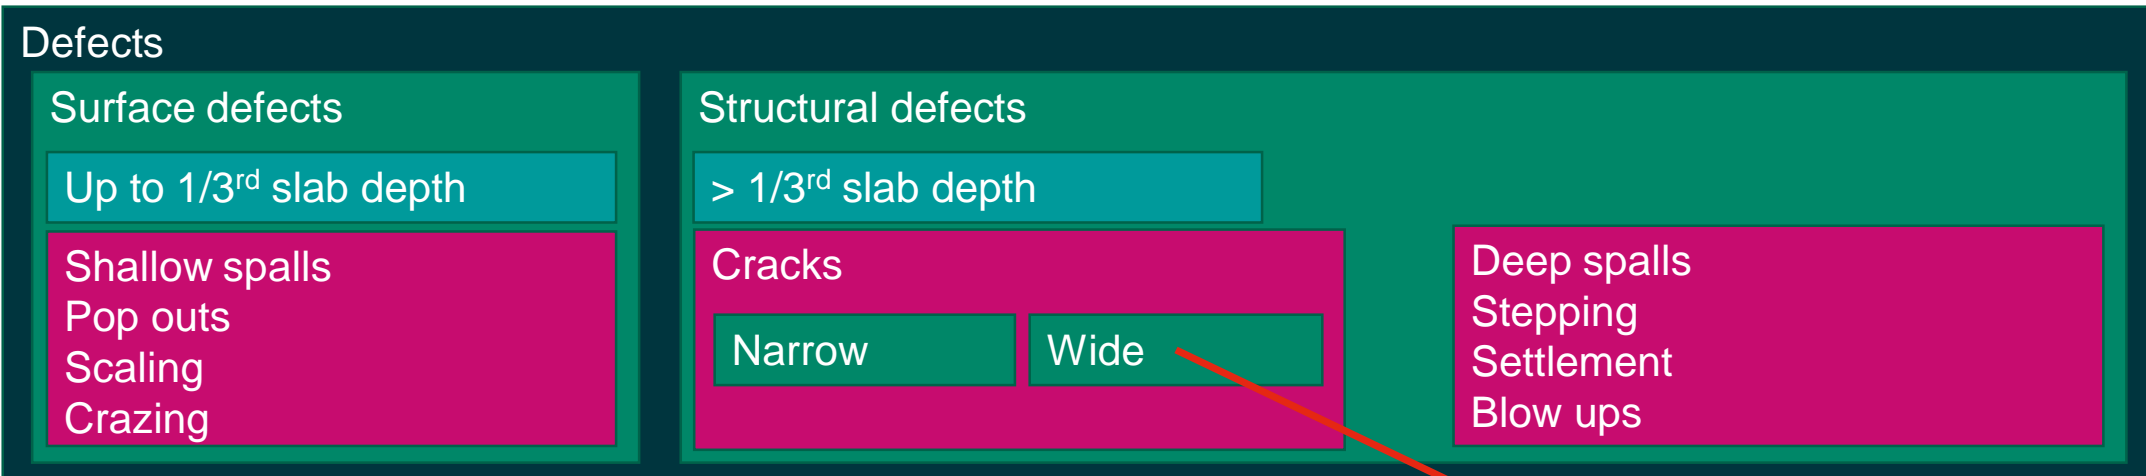 Defects
Surface defects
Up to 1/3rd slab depth
Shallow spalls
Pop outs
Scaling
Crazing
Structural defects
> 1/3rd slab depth
Cracks
Narrow
Wide
Deep spalls
Stepping
Settlement
Blow ups